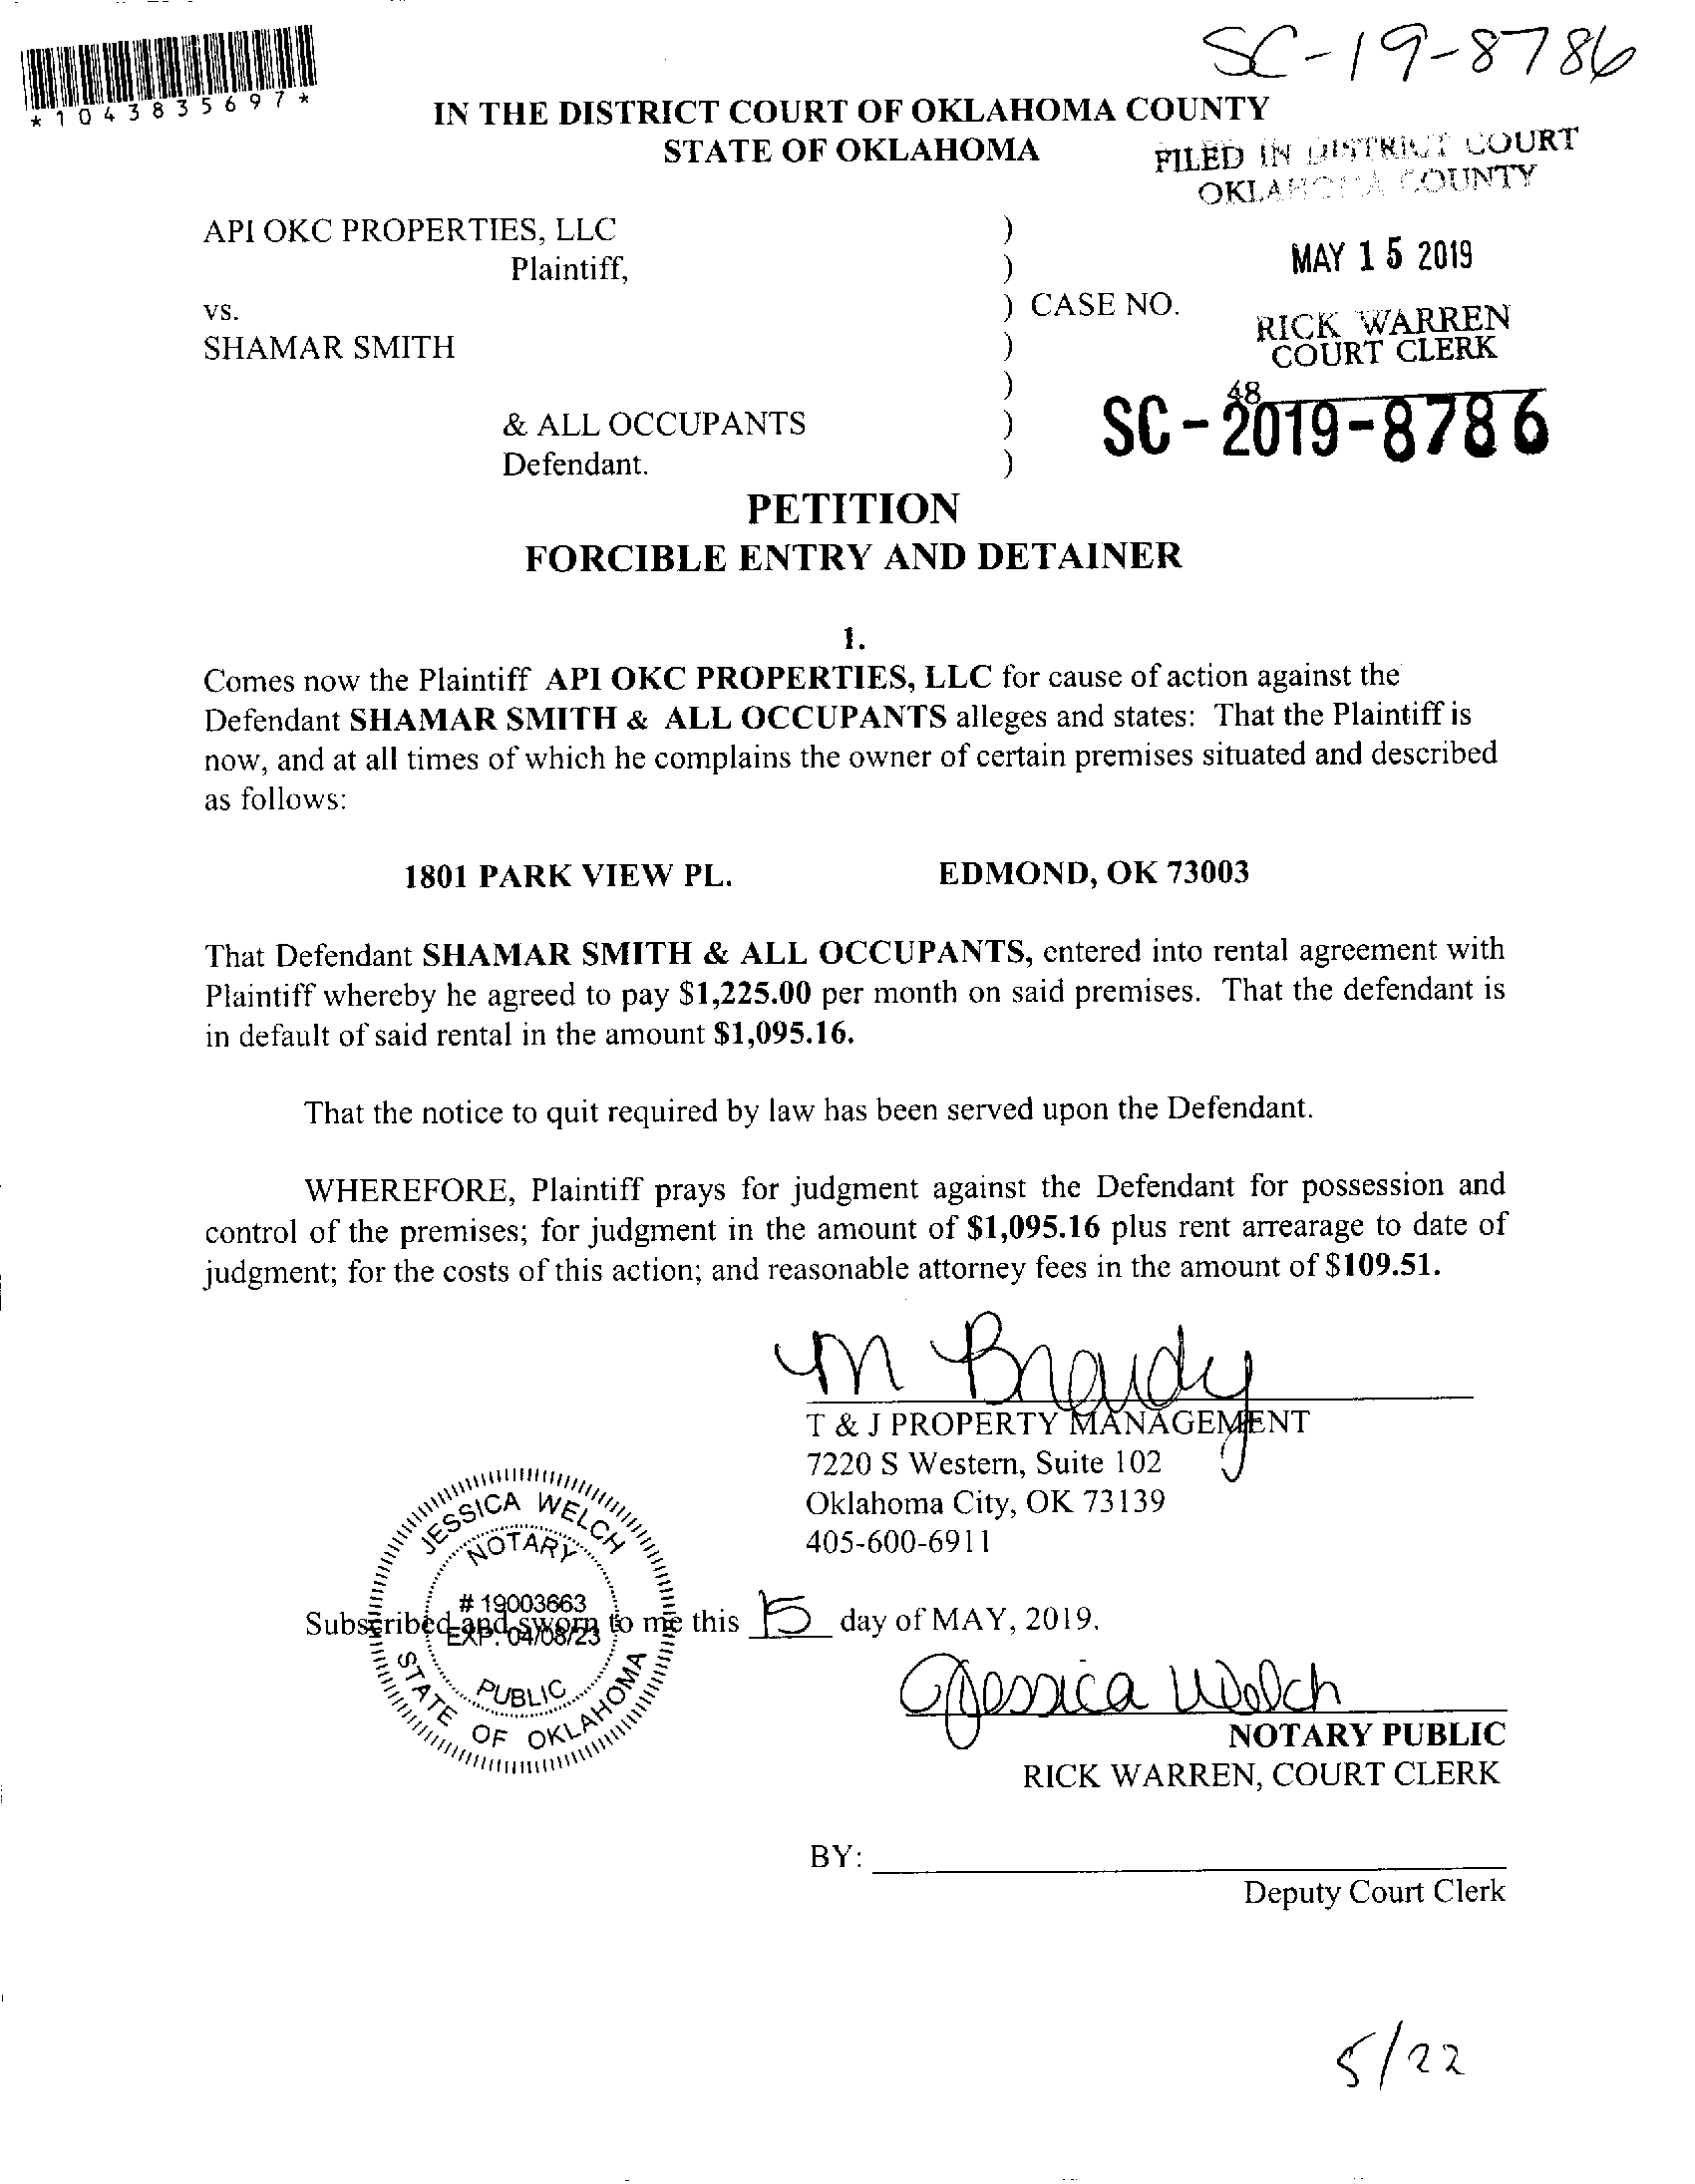 SC-19-8786
*1043835697*
IN THE DISTRICT COURT OF OKLAHOMA COUNTY
STATE OF OKLAHOMA
FILED IN DISTRICT COURT
OKLAHOMA COUNTY
API OKC PROPERTIES, LLC )
Plaintiff, )
MAY 15 2019
vs. ) CASE NO.
SHAMAR SMITH )
RICK WARREN
COURT CLERK
)
48
& ALL OCCUPANTS )
SC-2019-8786
Defendant. )
PETITION
FORCIBLE ENTRY AND DETAINER
1.
Comes now the Plaintiff API OKC PROPERTIES, LLC for cause of action against the
Defendant SHAMAR SMITH & ALL OCCUPANTS alleges and states: That the Plaintiff is
now, and at all times of which he complains the owner of certain premises situated and described
as follows:
1801 PARK VIEW PL. EDMOND, OK 73003
That Defendant SHAMAR SMITH & ALL OCCUPANTS, entered into rental agreement with
Plaintiff whereby he agreed to pay $1,225.00 per month on said premises. That the defendant is
in default of said rental in the amount $1,095.16.
That the notice to quit required by law has been served upon the Defendant.
WHEREFORE, Plaintiff prays for judgment against the Defendant for possession and
control of the premises; for judgment in the amount of $1,095.16 plus rent arrearage to date of
judgment; for the costs of this action; and reasonable attorney fees in the amount of $109.51.
M Brandy
T & J PROPERTY MANAGEMENT
7220 S Western, Suite 102
Oklahoma City, OK 73139
405-600-6911
JESSICA WELCH
NOTARY
# 19003663
EXP. 04/08/23
PUBLIC
STATE OF OKLAHOMA
Subscribed and sworn to me this 15 day of MAY, 2019.
Jessica Welch
NOTARY PUBLIC
RICK WARREN, COURT CLERK
BY:
Deputy Court Clerk
5/22